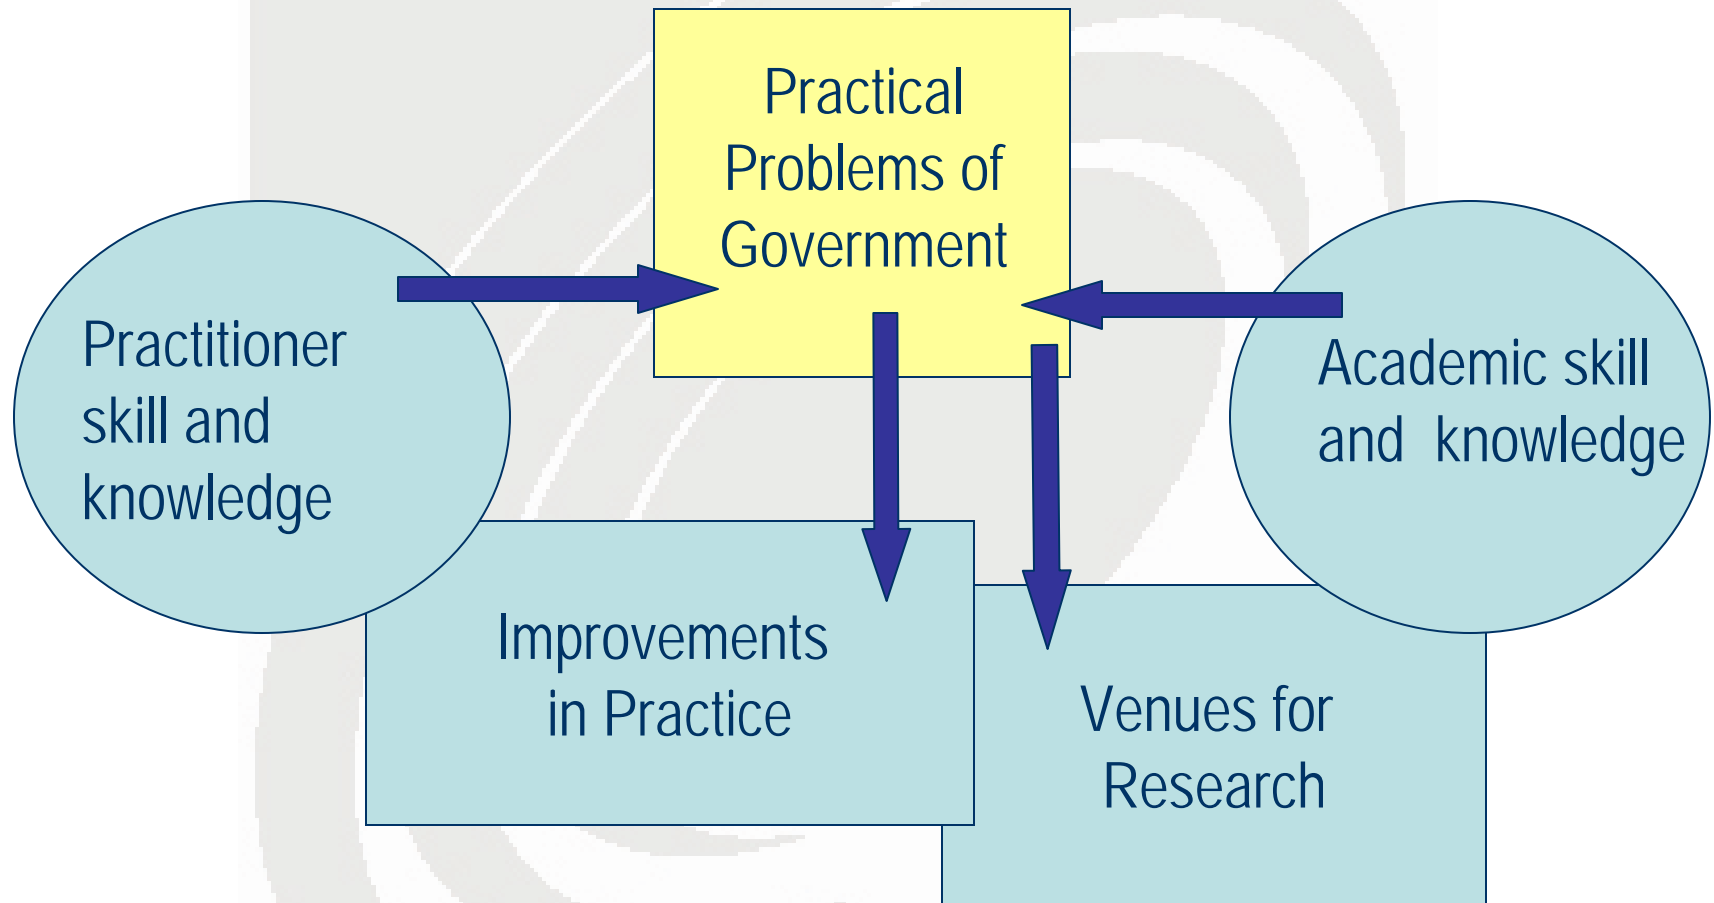 Practical
Problems of
Government
Practitioner
skill and
knowledge
Academic skill
and knowledge
Improvements
in Practice
Venues for
Research